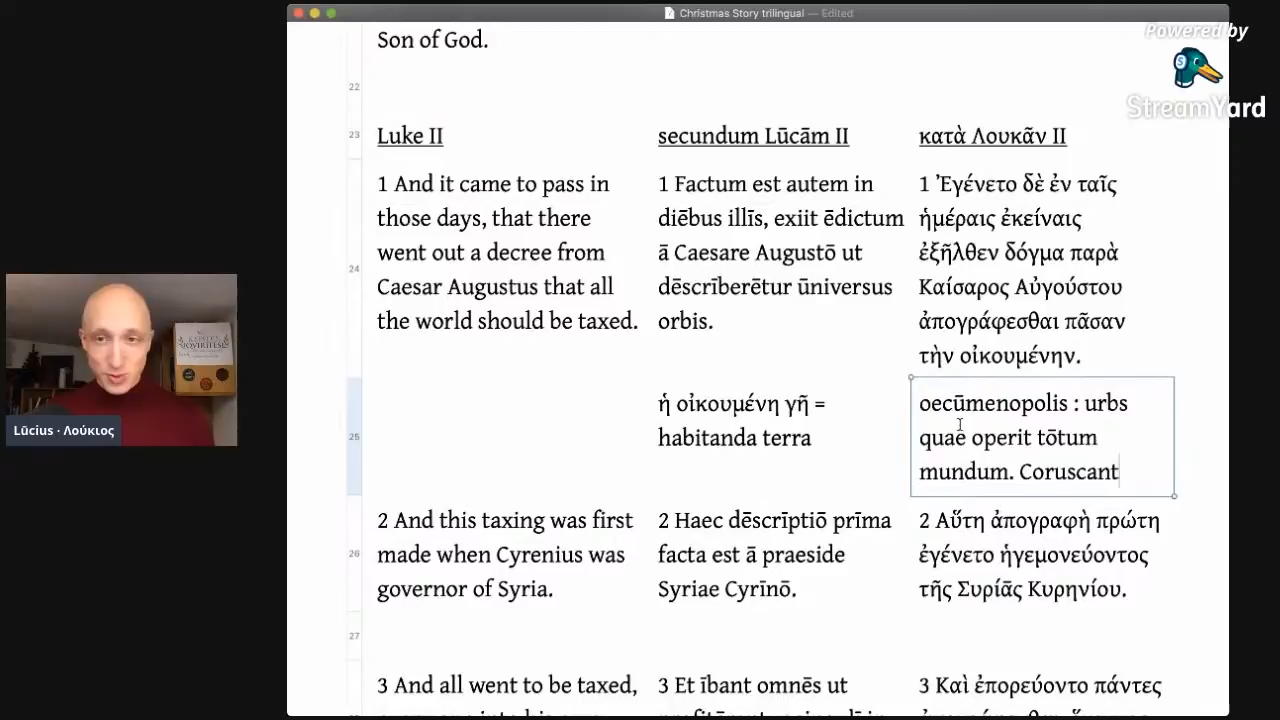 Christmas Story trilingual — Edited
Powered by
StreamYard
Son of God.
22
23
Luke II
1 And it came to pass in
those days, that there
went out a decree from
Caesar Augustus that all
the world should be taxed.
24
secundum Lūcām II
1 Factum est autem in
diēbus illīs, exiit ēdictum
ā Caesare Augustō ut
dēscrīberētur ūniversus
orbis.
κατὰ Λουκᾶν II
1 Ἐγένετο δὲ ἐν ταῖς
ἡμέραις ἐκείναις
ἐξῆλθεν δόγμα παρὰ
Καίσαρος Αὐγούστου
ἀπογράφεσθαι πᾶσαν
τὴν οἰκουμένην.
25
ἡ οἰκουμένη γῆ =
habitanda terra
oecūmenopolis : urbs
quae operit tōtum
mundum. Coruscant
26
2 And this taxing was first
made when Cyrenius was
governor of Syria.
2 Haec dēscrīptiō prīma
facta est ā praeside
Syriae Cyrīnō.
2 Αὕτη ἀπογραφὴ πρώτη
ἐγένετο ἡγεμονεύοντος
τῆς Συρίᾱς Κυρηνίου.
27
3 And all went to be taxed,
3 Et ībant omnēs ut
3 Καὶ ἐπορεύοντο πάντες
Lūcius · Λούκιος